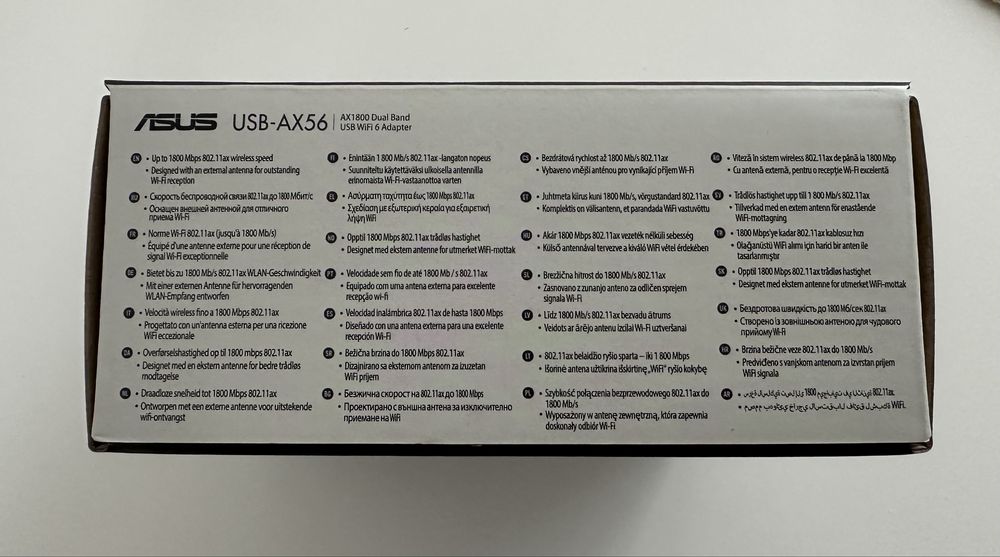 ASUS USB-AX56 AX1800 Dual Band
USB WiFi 6 Adapter
EN • Up to 1800 Mbps 802.11ax wireless speed
• Designed with an external antenna for outstanding
Wi-Fi reception
RU • Скорость беспроводной связи 802.11ax до 1800 Мбит/с
• Оснащен внешней антенной для отличного
приема Wi-Fi
FR • Norme Wi-Fi 802.11ax (jusqu'à 1800 Mb/s)
• Équipé d'une antenne externe pour une réception de
signal Wi-Fi exceptionnelle
DE • Bietet bis zu 1800 Mb/s 802.11ax WLAN-Geschwindigkeit
• Mit einer externen Antenne für hervorragenden
WLAN-Empfang entworfen
IT • Velocità wireless fino a 1800 Mbps 802.11ax
• Progettato con un'antenna esterna per una ricezione
WiFi eccezionale
DA • Overførselshastighed op til 1800 mbps 802.11ax
• Designed med en ekstern antenne for bedre trådløs
modtagelse
NL • Draadloze snelheid tot 1800 Mbps 802.11ax
• Ontworpen met een externe antenne voor uitstekende
wifi-ontvangst
FI • Enintään 1 800 Mb/s 802.11ax -langaton nopeus
• Suunniteltu käytettäväksi ulkoisella antennilla
erinomaista Wi-Fi-vastaanottoa varten
EL • Ασύρματη ταχύτητα έως 1800 Mbps 802.11ax
• Σχεδίαση με εξωτερική κεραία για εξαιρετική
λήψη WiFi
NO • Opptil 1800 Mbps 802.11ax trådløs hastighet
• Designet med ekstern antenne for utmerket WiFi-mottak
PT • Velocidade sem fio de até 1800 Mb / s 802.11ax
• Equipado com uma antena externa para excelente
recepção wi-fi
ES • Velocidad inalámbrica 802.11ax de hasta 1800 Mbps
• Diseñado con una antena externa para una excelente
recepción WiFi
SR • Bežična brzina do 1800 Mbps 802.11ax
• Dizajnirano sa eksternom antenom za izuzetan
WiFi prijem
BG • Безжична скорост на 802.11ax до 1800 Mbps
• Проектирано с външна антена за изключително
приемане на WiFi
CS • Bezdrátová rychlost až 1800 Mb/s 802.11ax
• Vybaveno vnější anténou pro vynikající příjem Wi-Fi
ET • Juhtmeta kiirus kuni 1800 Mb/s, võrgustandard 802.11ax
• Komplektis on välisantenn, et parandada WiFi vastuvõttu
HU • Akár 1800 Mbps 802.11ax vezeték nélküli sebesség
• Külső antennával tervezve a kiváló WiFi vétel érdekében
SL • Brezžična hitrost do 1800 Mb/s 802.11ax
• Zasnovano z zunanjo anteno za odličen sprejem
signala Wi-Fi
LV • Līdz 1800 Mb/s 802.11ax bezvadu ātrums
• Veidots ar ārējo antenu izcilai Wi-Fi uztveršanai
LT • 802.11ax belaidžio ryšio sparta – iki 1 800 Mbps
• Išorinė antena užtikrina išskirtinę „WiFi“ ryšio kokybę
PL • Szybkość połączenia bezprzewodowego 802.11ax do
1800 Mb/s
• Wyposażony w antenę zewnętrzną, która zapewnia
doskonały odbiór Wi-Fi
RO • Viteză în sistem wireless 802.11ax de până la 1800 Mbp
• Cu antenă externă, pentru o recepție Wi-Fi excelentă
SV • Trådlös hastighet upp till 1800 Mb/s 802.11ax
• Tillverkad med en extern antenn för enastående
WiFi-mottagning
TR • 1800 Mbps'ye kadar 802.11ax kablosuz hızı
• Olağanüstü WiFi alımı için harici bir anten ile
tasarlanmıştır
SK • Opptil 1800 Mbps 802.11ax trådløs hastighet
• Designet med ekstern antenne for utmerket WiFi-mottak
UK • Бездротова швидкість до 1800 Мб/сек 802.11ax
• Створено із зовнішньою антеною для чудового
прийому Wi-Fi
HR • Brzina bežične veze 802.11ax do 1800 Mb/s
• Predviđeno s vanjskom antenom za izvrstan prijem
WiFi signala
AR • 1800 802.11ax
• WiFi.